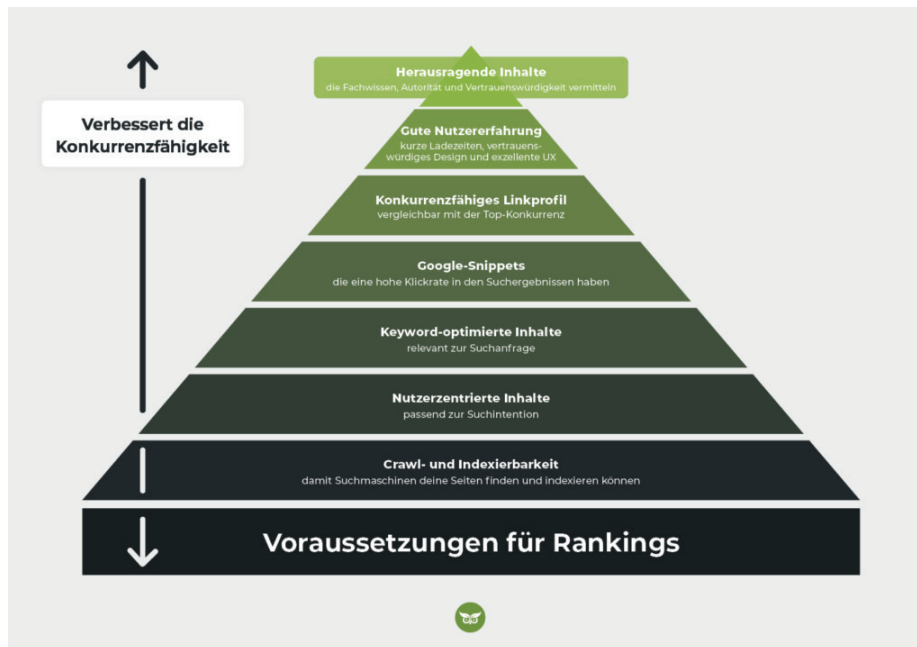 Herausragende Inhalte
die Fachwissen, Autorität und Vertrauenswürdigkeit vermitteln
Verbessert die
Konkurrenzfähigkeit
Gute Nutzererfahrung
kurze Ladezeiten, vertrauens-
würdiges Design und exzellente UX
Konkurrenzfähiges Linkprofil
vergleichbar mit der Top-Konkurrenz
Google-Snippets
die eine hohe Klickrate in den Suchergebnissen haben
Keyword-optimierte Inhalte
relevant zur Suchanfrage
Nutzerzentrierte Inhalte
passend zur Suchintention
Crawl- und Indexierbarkeit
damit Suchmaschinen deine Seiten finden und indexieren können
Voraussetzungen für Rankings